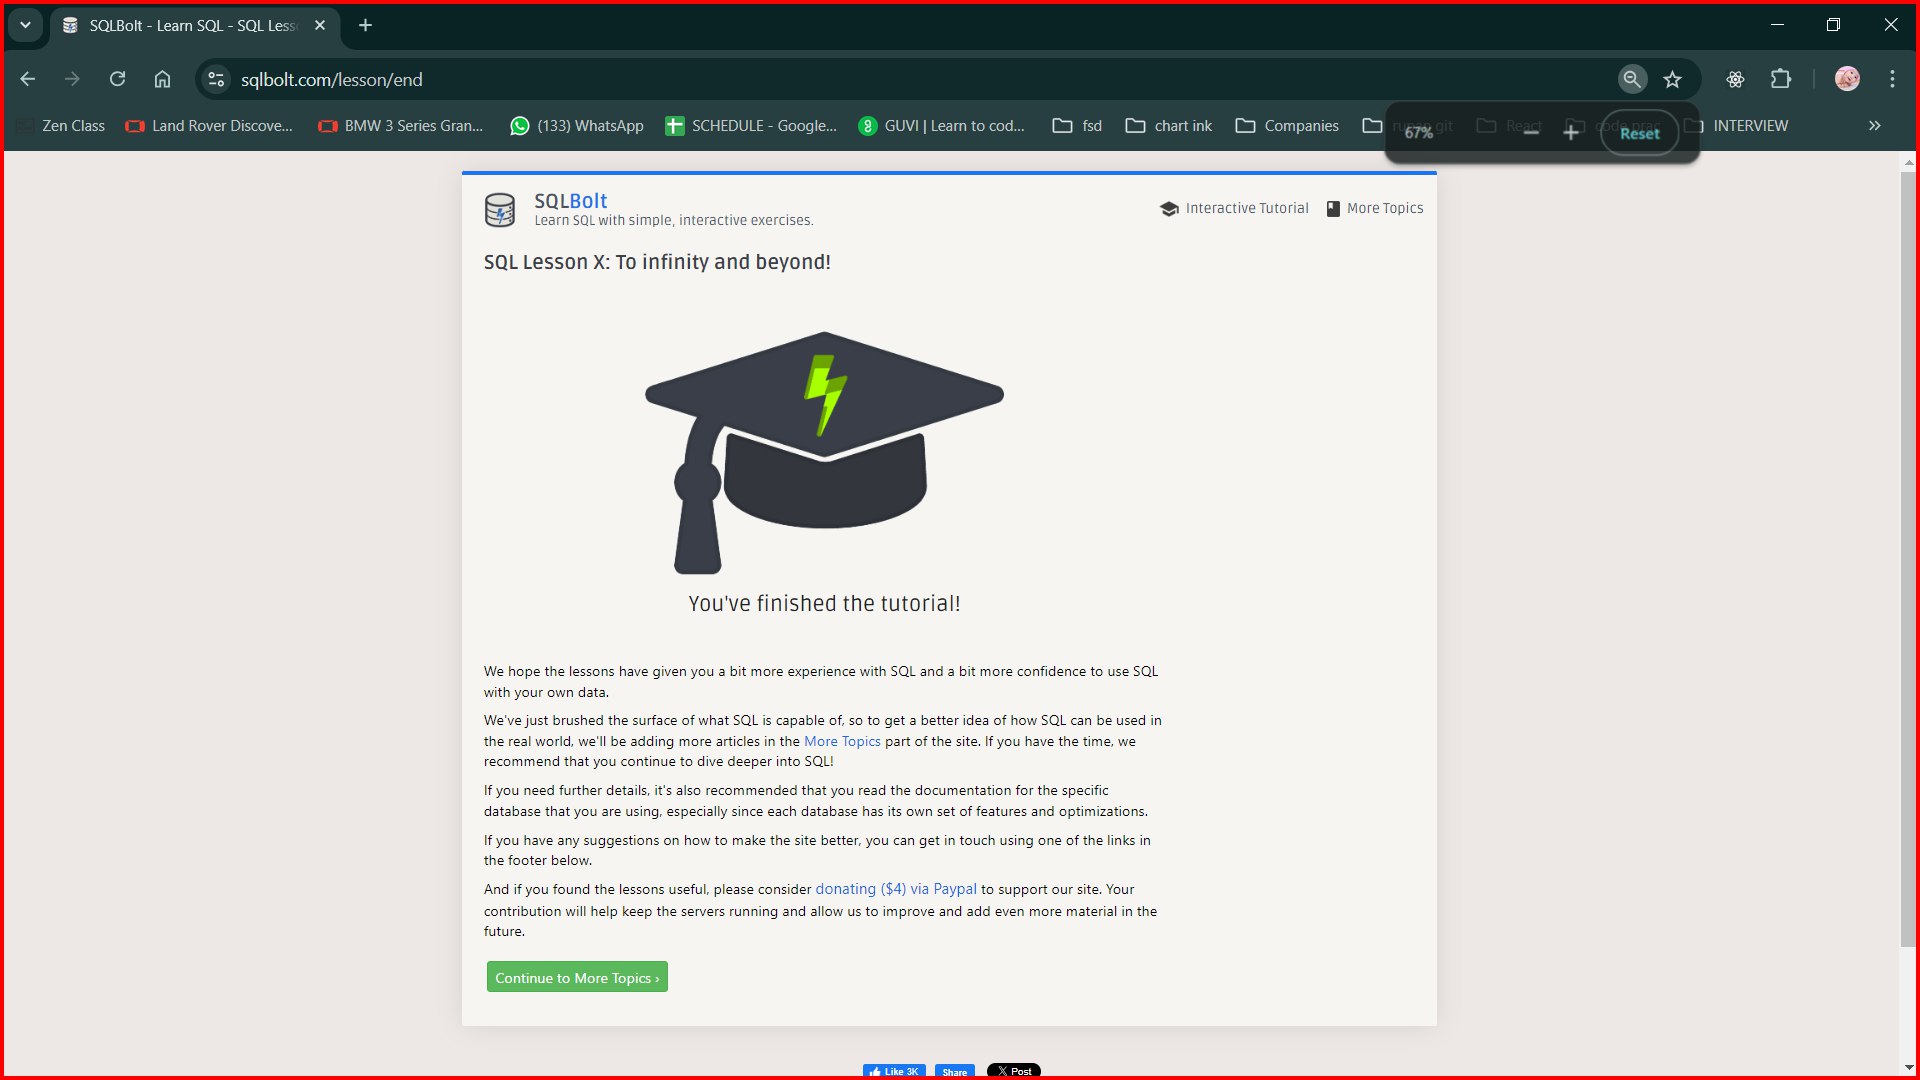 SQLBolt - Learn SQL - SQL Less
sqlbolt.com/lesson/end
Zen Class
Land Rover Discove...
BMW 3 Series Gran...
(133) WhatsApp
SCHEDULE - Google...
GUVI | Learn to cod...
fsd
chart ink
Companies
rupan git
React
code prac
INTERVIEW
67%
Reset
SQLBolt
Learn SQL with simple, interactive exercises.
Interactive Tutorial
More Topics
SQL Lesson X: To infinity and beyond!
You've finished the tutorial!
We hope the lessons have given you a bit more experience with SQL and a bit more confidence to use SQL
with your own data.
We've just brushed the surface of what SQL is capable of, so to get a better idea of how SQL can be used in
the real world, we'll be adding more articles in the More Topics part of the site. If you have the time, we
recommend that you continue to dive deeper into SQL!
If you need further details, it's also recommended that you read the documentation for the specific
database that you are using, especially since each database has its own set of features and optimizations.
If you have any suggestions on how to make the site better, you can get in touch using one of the links in
the footer below.
And if you found the lessons useful, please consider donating ($4) via Paypal to support our site. Your
contribution will help keep the servers running and allow us to improve and add even more material in the
future.
Continue to More Topics ›
Like 3K
Share
X Post